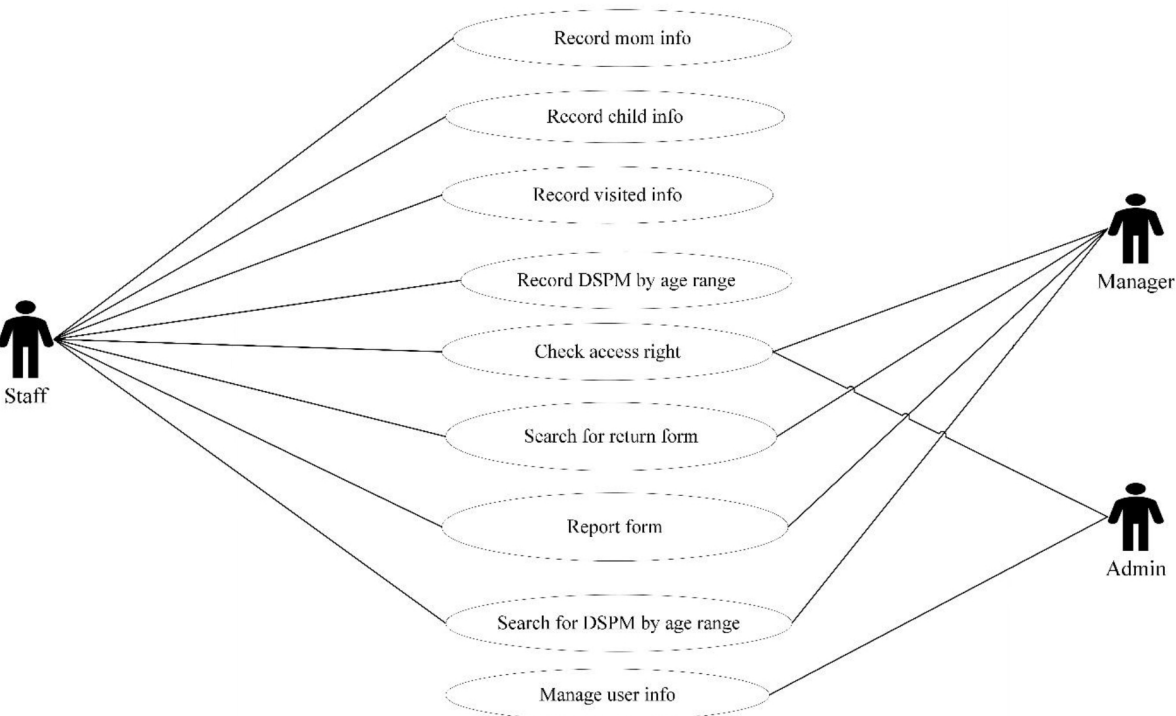 Record mom info
Record child info
Record visited info
Record DSPM by age range
Manager
Check access right
Staff
Search for return form
Report form
Admin
Search for DSPM by age range
Manage user info